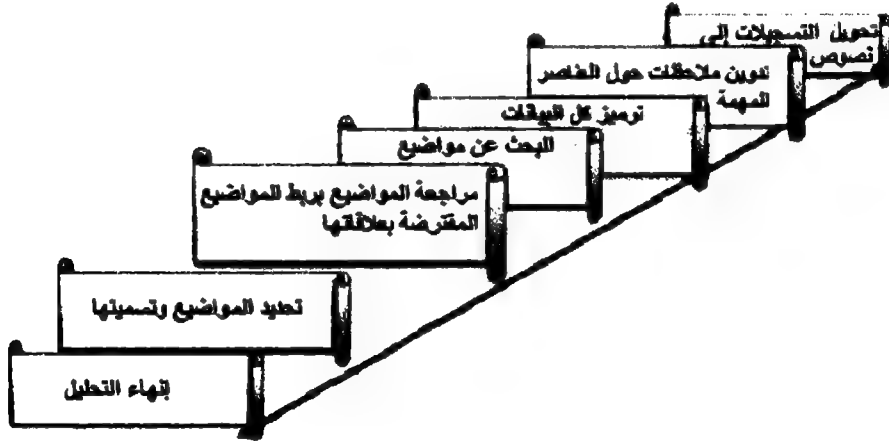 تحويل التسجيلات إلى
نصوص
تدوين ملاحظات حول العناصر
المهمة
ترميز كل البيانات
البحث عن مواضيع
مراجعة المواضيع بربط المواضيع
المقترضة بعلاقاتها
تحديد المواضيع وتسميتها
إنهاء التحليل